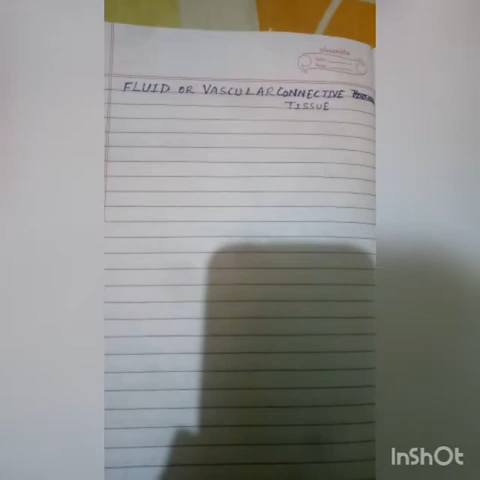 FLUID OR VASCULAR CONNECTIVE
TISSUE
InShOt